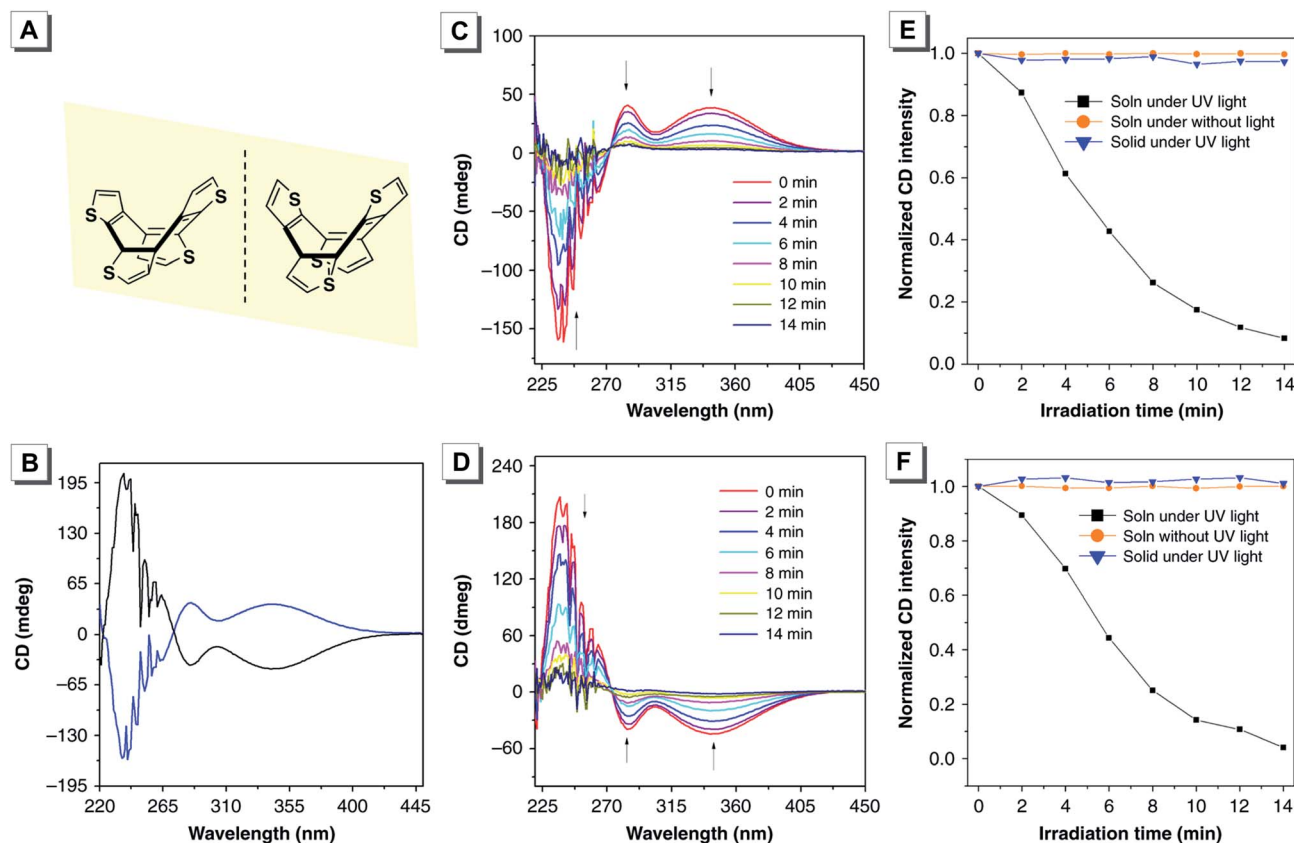 A
S
S
S
S
S
S
S
S
B
CD (mdeg)
195
130
65
0
−65
−130
−195
220
265
310
355
400
445
Wavelength (nm)
C
CD (mdeg)
100
50
0
−50
−100
−150
0 min
2 min
4 min
6 min
8 min
10 min
12 min
14 min
225
270
315
360
405
450
Wavelength (nm)
D
CD (dmeg)
240
180
120
60
0
−60
0 min
2 min
4 min
6 min
8 min
10 min
12 min
14 min
225
270
315
360
405
450
Wavelength (nm)
E
Normalized CD intensity
1.0
0.8
0.6
0.4
0.2
0.0
Soln under UV light
Soln under without light
Solid under UV light
0 2 4 6 8 10 12 14
Irradiation time (min)
F
Normalized CD intensity
1.0
0.8
0.6
0.4
0.2
0.0
Soln under UV light
Soln without UV light
Solid under UV light
0 2 4 6 8 10 12 14
Irradiation time (min)